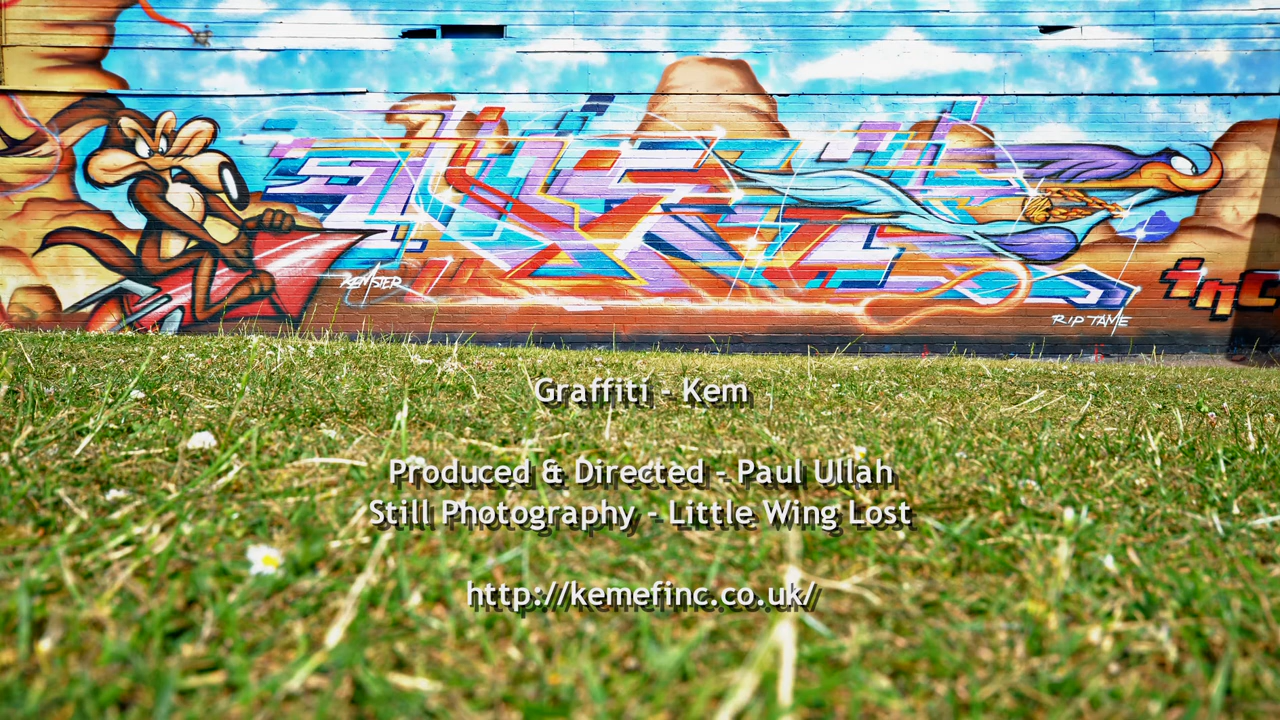 KEMSTER
RIP TAME
inc
Graffiti - Kem
Produced & Directed - Paul Ullah
Still Photography - Little Wing Lost
http://kemefinc.co.uk/